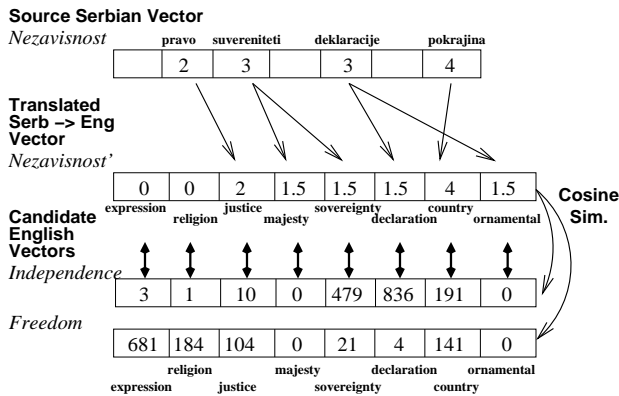 Source Serbian Vector
Nezavisnost
pravo suvereniteti deklaracije pokrajina
2 3 3 4
Translated
Serb –> Eng
Vector
Nezavisnost’
0 0 2 1.5 1.5 1.5 4 1.5
expression religion justice majesty sovereignty declaration country ornamental
Cosine
Sim.
Candidate
English
Vectors
Independence
3 1 10 0 479 836 191 0
Freedom
681 184 104 0 21 4 141 0
religion majesty declaration ornamental
expression justice sovereignty country